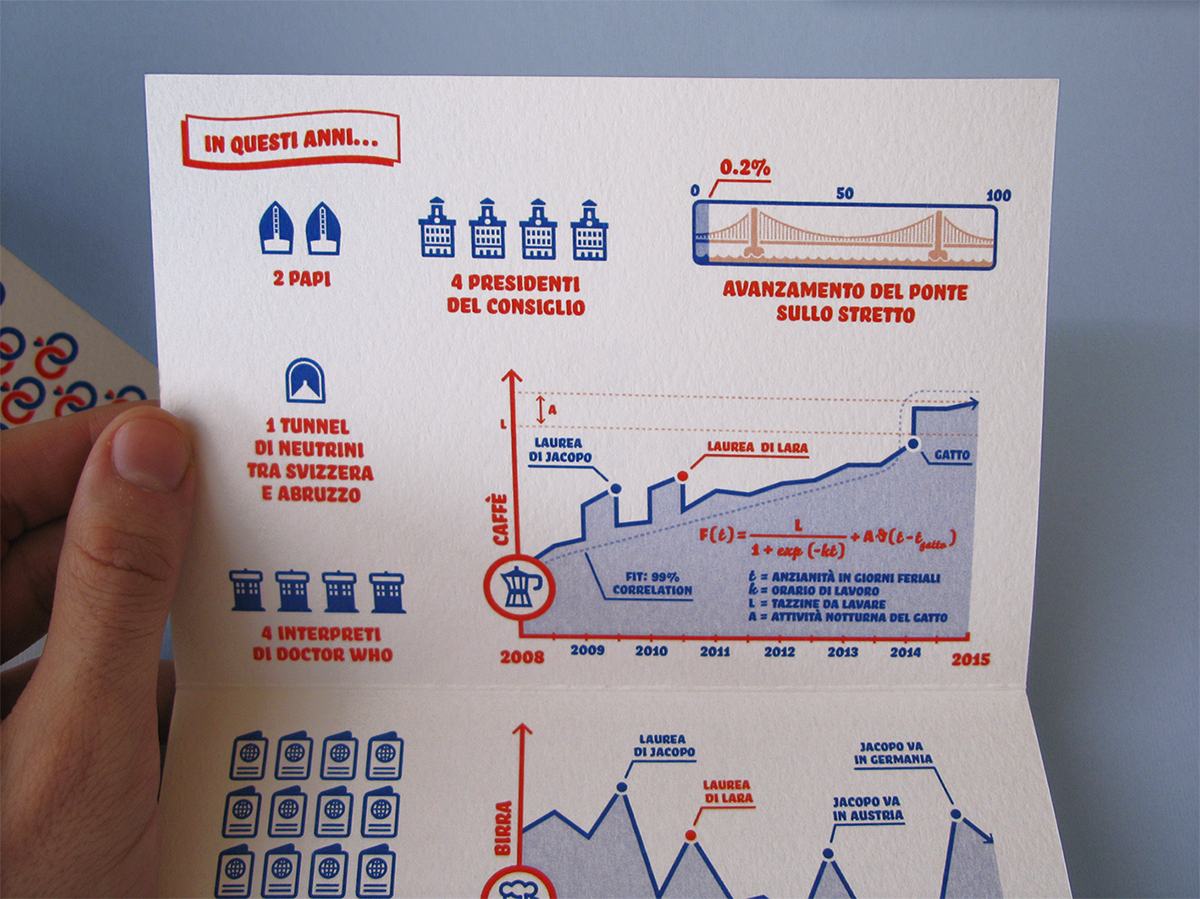 IN QUESTI ANNI...
2 PAPI
4 PRESIDENTI
DEL CONSIGLIO
0.2%
0 50 100
AVANZAMENTO DEL PONTE
SULLO STRETTO
1 TUNNEL
DI NEUTRINI
TRA SVIZZERA
E ABRUZZO
4 INTERPRETI
DI DOCTOR WHO
CAFFÈ
L
A
LAUREA
DI JACOPO
LAUREA DI LARA
GATTO
F(t)= L / 1 + exp (-kt) + Aϑ(t-t gatto)
FIT: 99%
CORRELATION
t = ANZIANITÀ IN GIORNI FERIALI
k = ORARIO DI LAVORO
L = TAZZINE DA LAVARE
A = ATTIVITÀ NOTTURNA DEL GATTO
2008 2009 2010 2011 2012 2013 2014 2015
BIRRA
LAUREA
DI JACOPO
LAUREA
DI LARA
JACOPO VA
IN AUSTRIA
JACOPO VA
IN GERMANIA